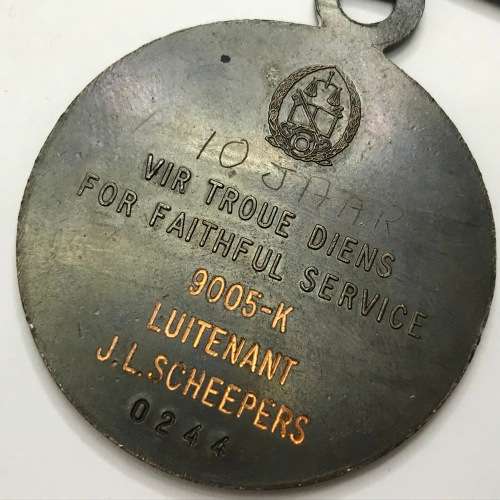 10 JAAR
VIR TROUE DIENS
FOR FAITHFUL SERVICE
9005-K
LUITENANT
J.L.SCHEEPERS
0244